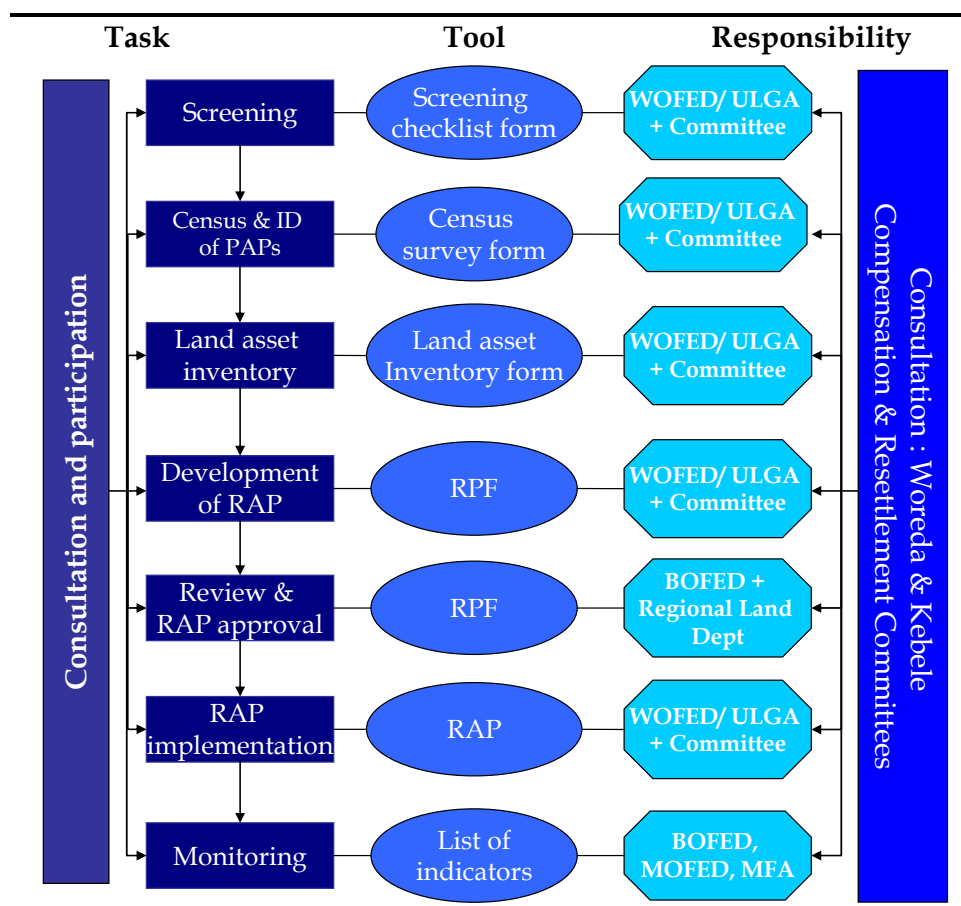 Task
Tool
Responsibility
Consultation and participation
Screening
Screening
checklist form
WOFED/ ULGA
+ Committee
Census & ID
of PAPs
Census
survey form
WOFED/ ULGA
+ Committee
Land asset
inventory
Land asset
Inventory form
WOFED/ ULGA
+ Committee
Development
of RAP
RPF
WOFED/ ULGA
+ Committee
Review &
RAP approval
RPF
BOFED +
Regional Land
Dept
RAP
implementation
RAP
WOFED/ ULGA
+ Committee
Monitoring
List of
indicators
BOFED,
MOFED, MFA
Consultation : Woreda & Kebele
Compensation & Resettlement Committees